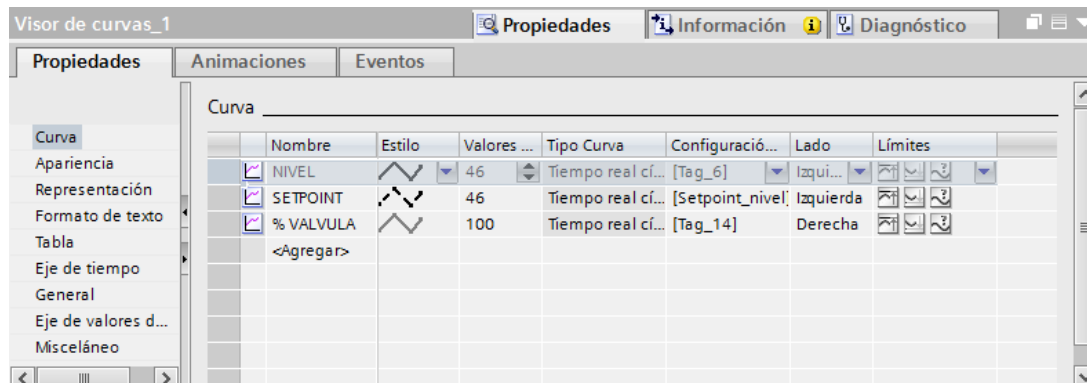 Visor de curvas_1 Propiedades Información Diagnóstico
Propiedades Animaciones Eventos
Curva
Curva
Apariencia
Representación
Formato de texto
Tabla
Eje de tiempo
General
Eje de valores d...
Misceláneo
Nombre Estilo Valores ... Tipo Curva Configuració... Lado Límites
NIVEL 46 Tiempo real cí... [Tag_6] Izqui...
SETPOINT 46 Tiempo real cí... [Setpoint_nivel] Izquierda
% VALVULA 100 Tiempo real cí... [Tag_14] Derecha
<Agregar>